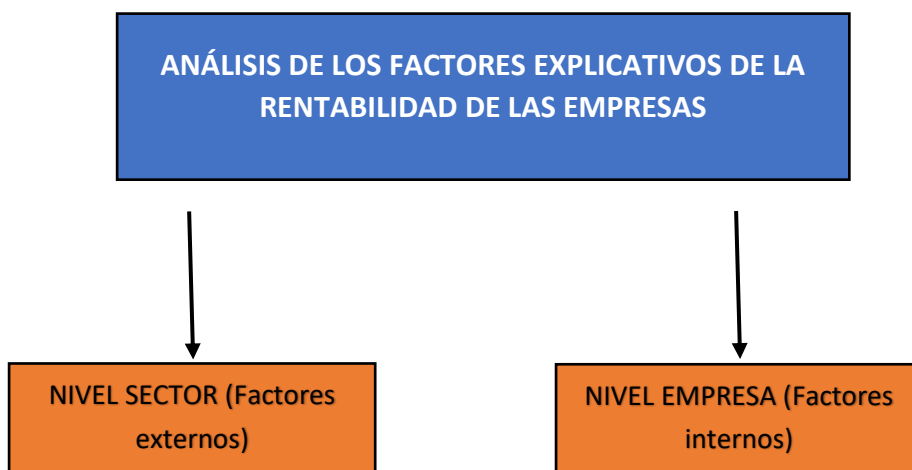 ANÁLISIS DE LOS FACTORES EXPLICATIVOS DE LA
RENTABILIDAD DE LAS EMPRESAS
NIVEL SECTOR (Factores
externos)
NIVEL EMPRESA (Factores
internos)